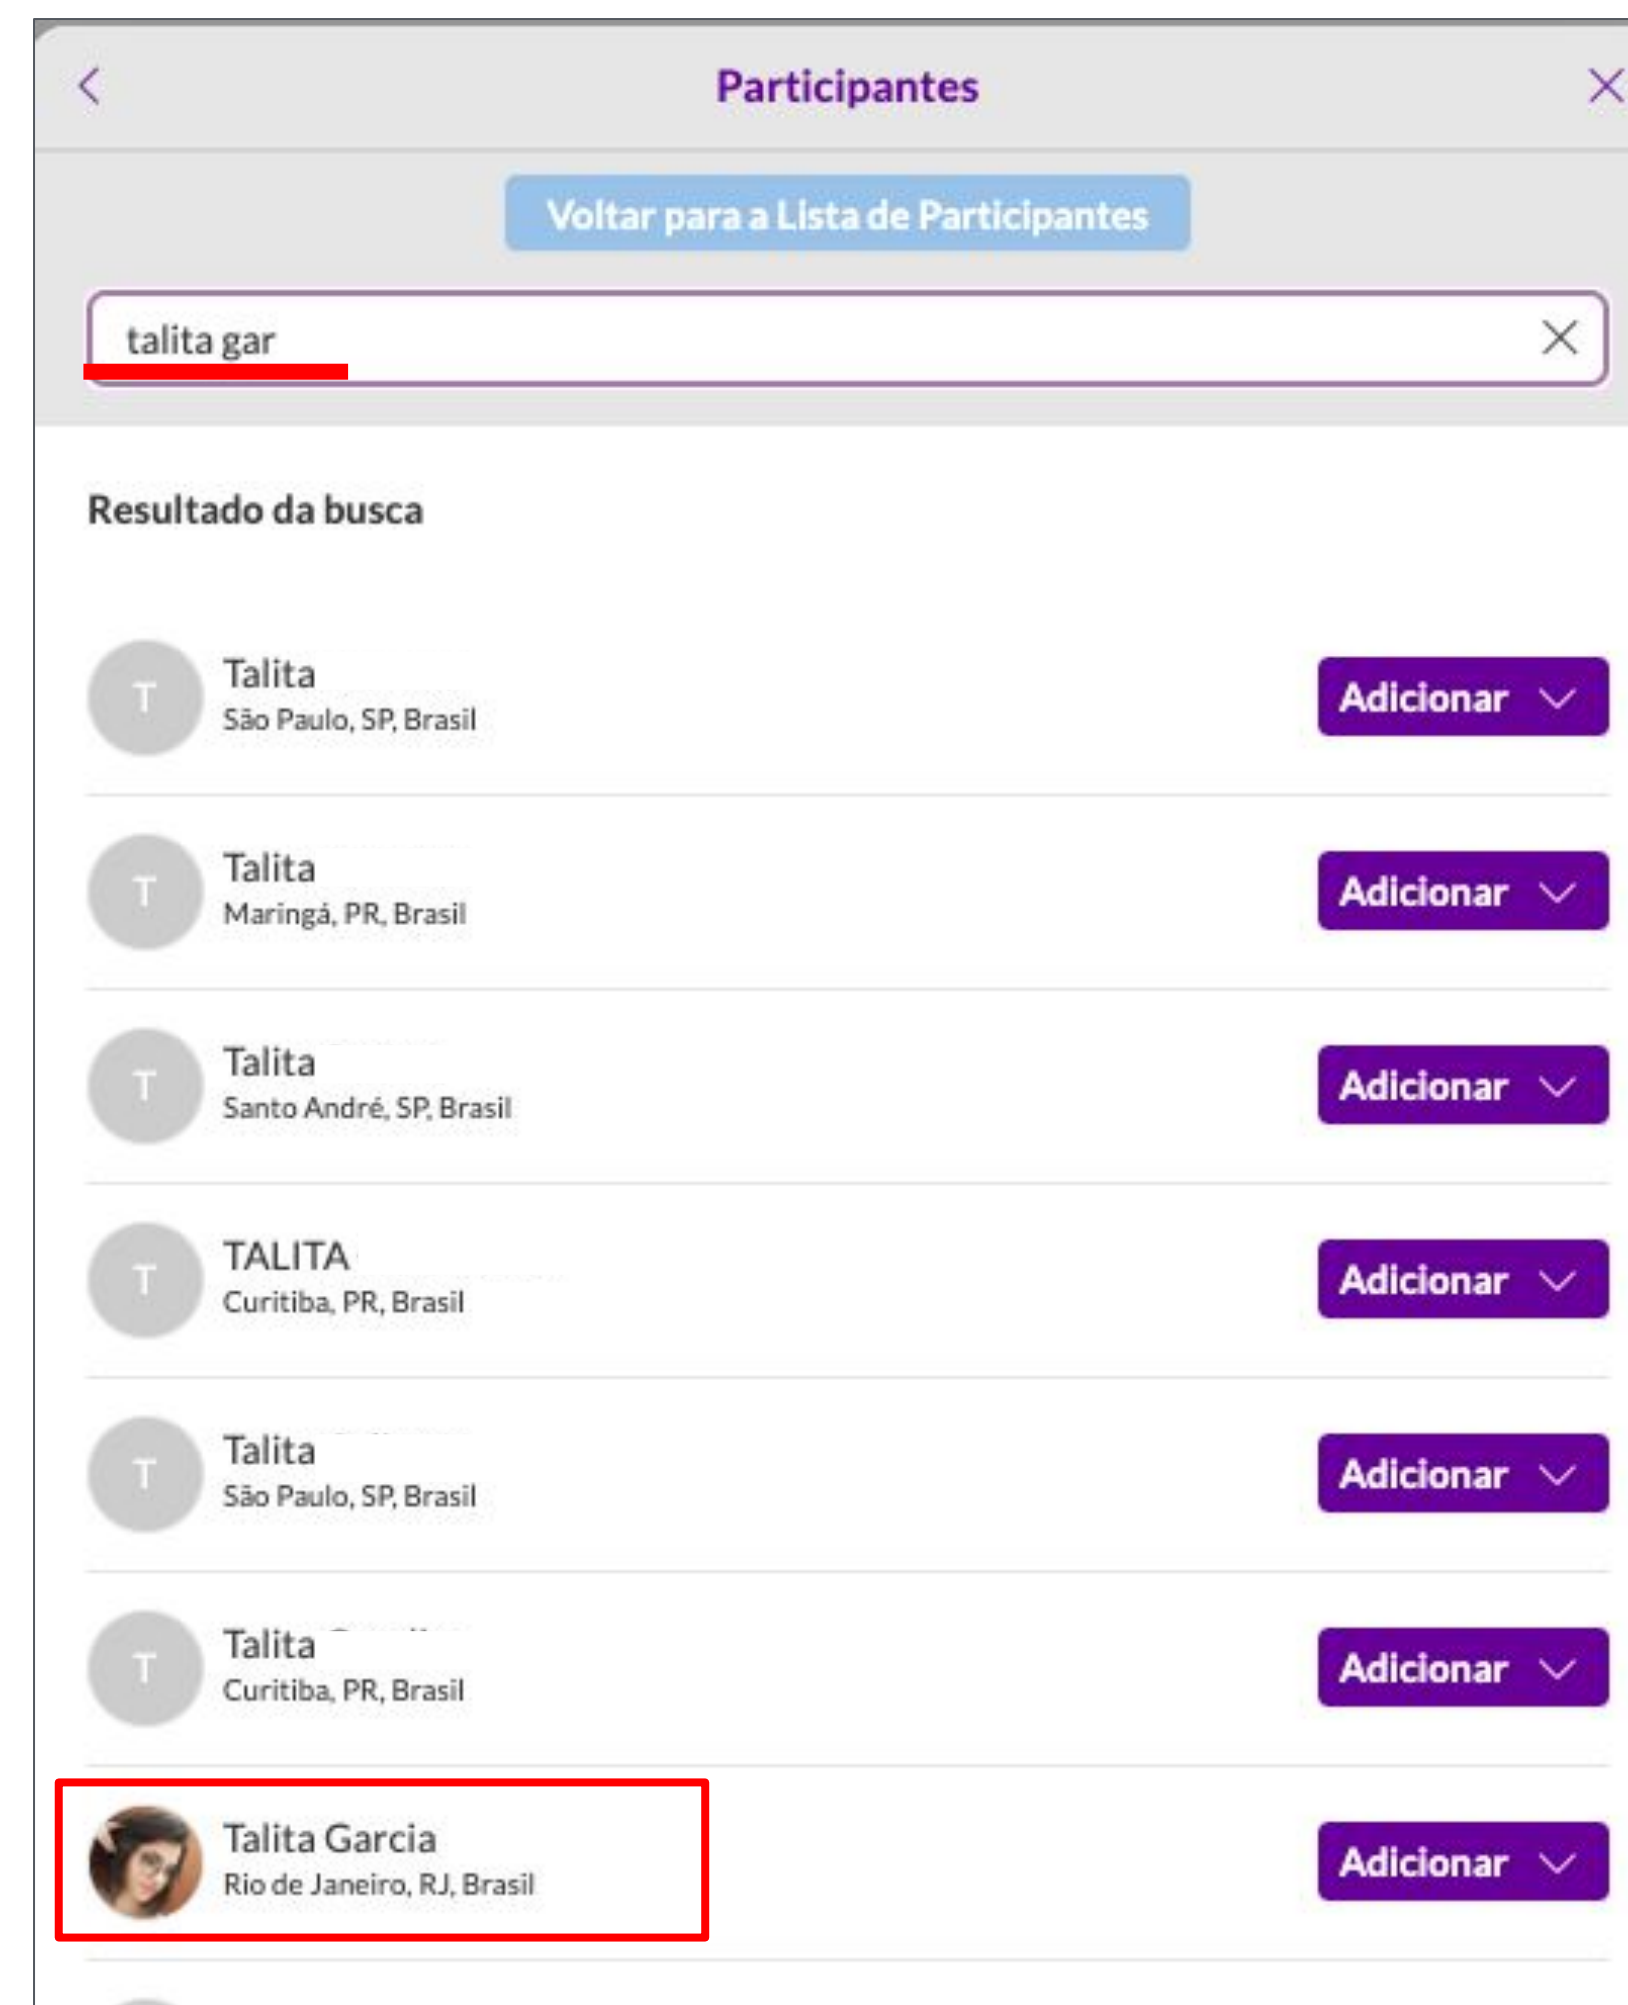 Participantes
Voltar para a Lista de Participantes
talita gar
Resultado da busca
T
Talita
São Paulo, SP, Brasil
Adicionar
T
Talita
Maringá, PR, Brasil
Adicionar
T
Talita
Santo André, SP, Brasil
Adicionar
T
TALITA
Curitiba, PR, Brasil
Adicionar
T
Talita
São Paulo, SP, Brasil
Adicionar
T
Talita
Curitiba, PR, Brasil
Adicionar
Talita Garcia
Rio de Janeiro, RJ, Brasil
Adicionar